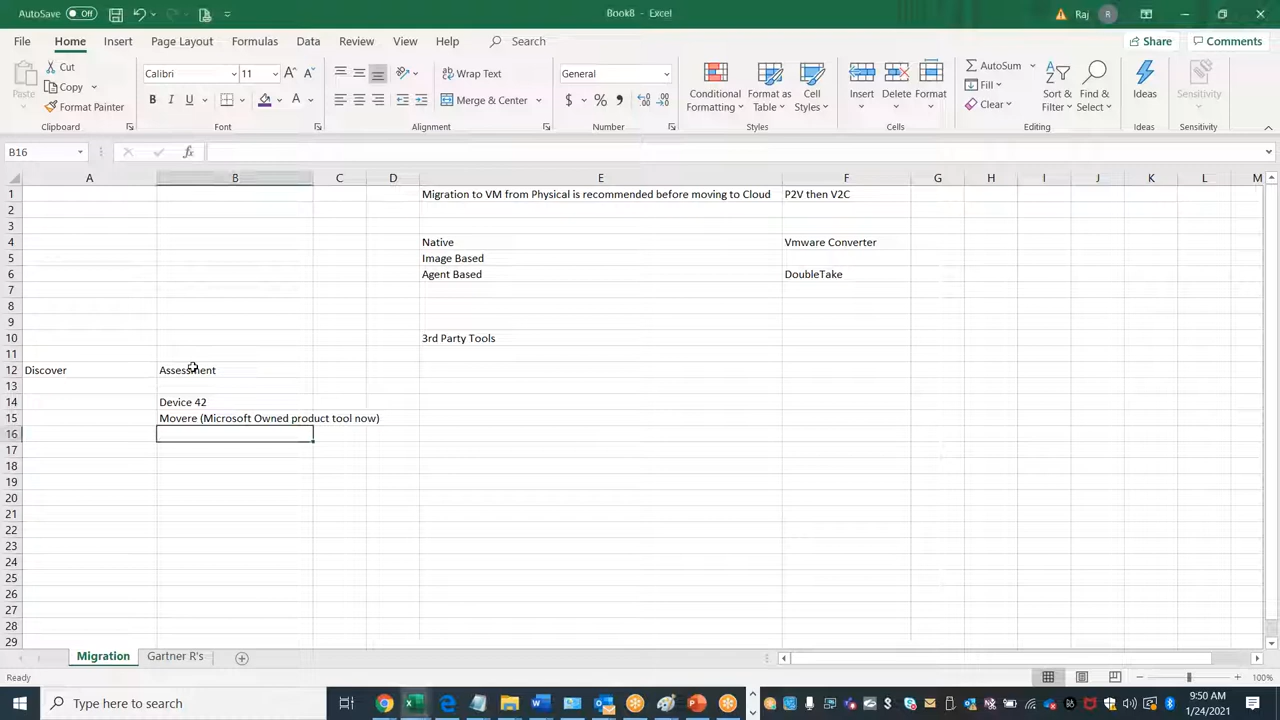 AutoSave Off
Book8 - Excel
Raj R
File Home Insert Page Layout Formulas Data Review View Help Search
Share Comments
Paste
Cut
Copy
Format Painter
Clipboard
Calibri 11
B I U
Font
Wrap Text
Merge & Center
Alignment
General
$ % ,
Number
Conditional Formatting
Format as Table
Cell Styles
Styles
Insert Delete Format
Cells
AutoSum
Fill
Clear
Sort & Filter
Find & Select
Editing
Ideas
Ideas
Sensitivity
Sensitivity
B16
fx
A B C D E F G H I J K L M
1 Migration to VM from Physical is recommended before moving to Cloud P2V then V2C
2
3
4 Native Vmware Converter
5 Image Based
6 Agent Based DoubleTake
7
8
9
10 3rd Party Tools
11
12 Discover Assessment
13
14 Device 42
15 Movere (Microsoft Owned product tool now)
16
17
18
19
20
21
22
23
24
25
26
27
28
29
Migration Gartner R's
Ready
100%
Type here to search
9:50 AM
1/24/2021